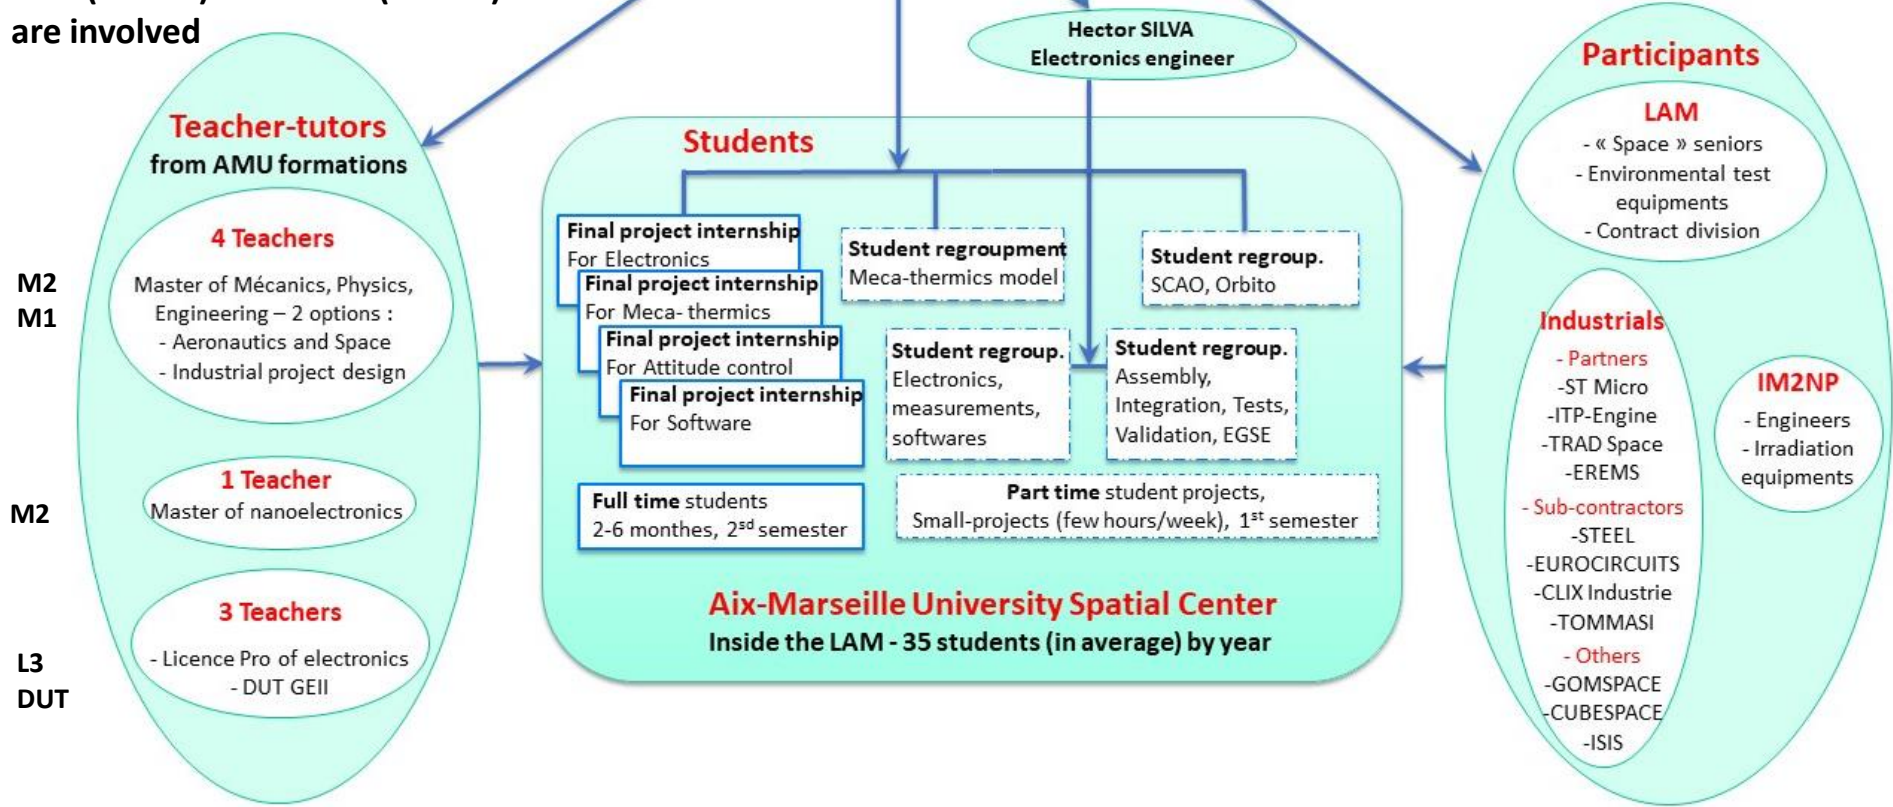 are involved
Hector SILVA
Electronics engineer
Teacher-tutors
from AMU formations
4 Teachers
Master of Mécanics, Physics,
Engineering – 2 options :
- Aeronautics and Space
- Industrial project design
M2
M1
1 Teacher
Master of nanoelectronics
M2
3 Teachers
- Licence Pro of electronics
- DUT GEII
L3
DUT
Students
Final project internship
For Electronics
Final project internship
For Meca- thermics
Final project internship
For Attitude control
Final project internship
For Software
Student regroupment
Meca-thermics model
Student regroup.
SCAO, Orbito
Student regroup.
Electronics,
measurements,
softwares
Student regroup.
Assembly,
Integration, Tests,
Validation, EGSE
Full time students
2-6 monthes, 2sd semester
Part time student projects,
Small-projects (few hours/week), 1st semester
Aix-Marseille University Spatial Center
Inside the LAM - 35 students (in average) by year
Participants
LAM
- « Space » seniors
- Environmental test
equipments
- Contract division
Industrials
- Partners
-ST Micro
-ITP-Engine
-TRAD Space
-EREMS
- Sub-contractors
-STEEL
-EUROCIRCUITS
-CLIX Industrie
-TOMMASI
- Others
-GOMSPACE
-CUBESPACE
-ISIS
IM2NP
- Engineers
- Irradiation
equipments